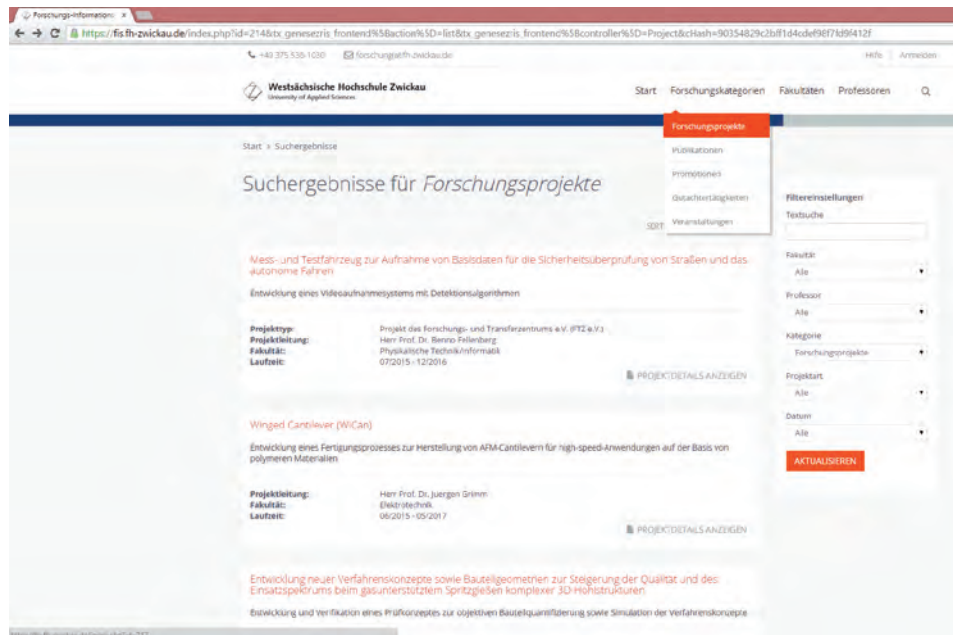 Forschungs-Informations x
https://fis.fh-zwickau.de/index.php?id=214&tx_genesezris_frontend%5Baction%5D=list&tx_genesezris_frontend%5Bcontroller%5D=Project&cHash=
+49 375 536-1030 forschung@fh-zwickau.de Hilfe Anmelden
Westsächsische Hochschule Zwickau
University of Applied Sciences
Start Forschungskategorien Fakultäten Professoren
Forschungsprojekte
Start > Suchergebnisse
Publikationen
Promotionen
Suchergebnisse für Forschungsprojekte
Gutachtertätigkeiten
Veranstaltungen
SORT
Mess- und Testfahrzeug zur Aufnahme von Basisdaten für die Sicherheitsüberprüfung von Straßen und das
autonome Fahren
Entwicklung eines Videoaufnahmesystems mit Detektionsalgorithmen
Projekttyp: Projekt des Forschungs- und Transferzentrums e.V. (FTZ e.V.)
Projektleitung: Herr Prof. Dr. Benno Fellenberg
Fakultät: Physikalische Technik/Informatik
Laufzeit: 07/2015 - 12/2016
PROJEKTDETAILS ANZEIGEN
Winged Cantilever (WiCan)
Entwicklung eines Fertigungsprozesses zur Herstellung von AFM-Cantilevern für high-speed-Anwendungen auf der Basis von
polymeren Materialien
Projektleitung: Herr Prof. Dr. Juergen Grimm
Fakultät: Elektrotechnik
Laufzeit: 06/2015 - 05/2017
PROJEKTDETAILS ANZEIGEN
Entwicklung neuer Verfahrenskonzepte sowie Bauteilgeometrien zur Steigerung der Qualität und des
Einsatzspektrums beim gasunterstütztem Spritzgießen komplexer 3D-Hohlstrukturen
Entwicklung und Verifikation eines Prüfkonzeptes zur objektiven Bauteilquantifizierung sowie Simulation der Verfahrenskonzepte
Filtereinstellungen
Textsuche
Fakultät
Alle
Professor
Alle
Kategorie
Forschungsprojekte
Projektart
Alle
Datum
Alle
AKTUALISIEREN